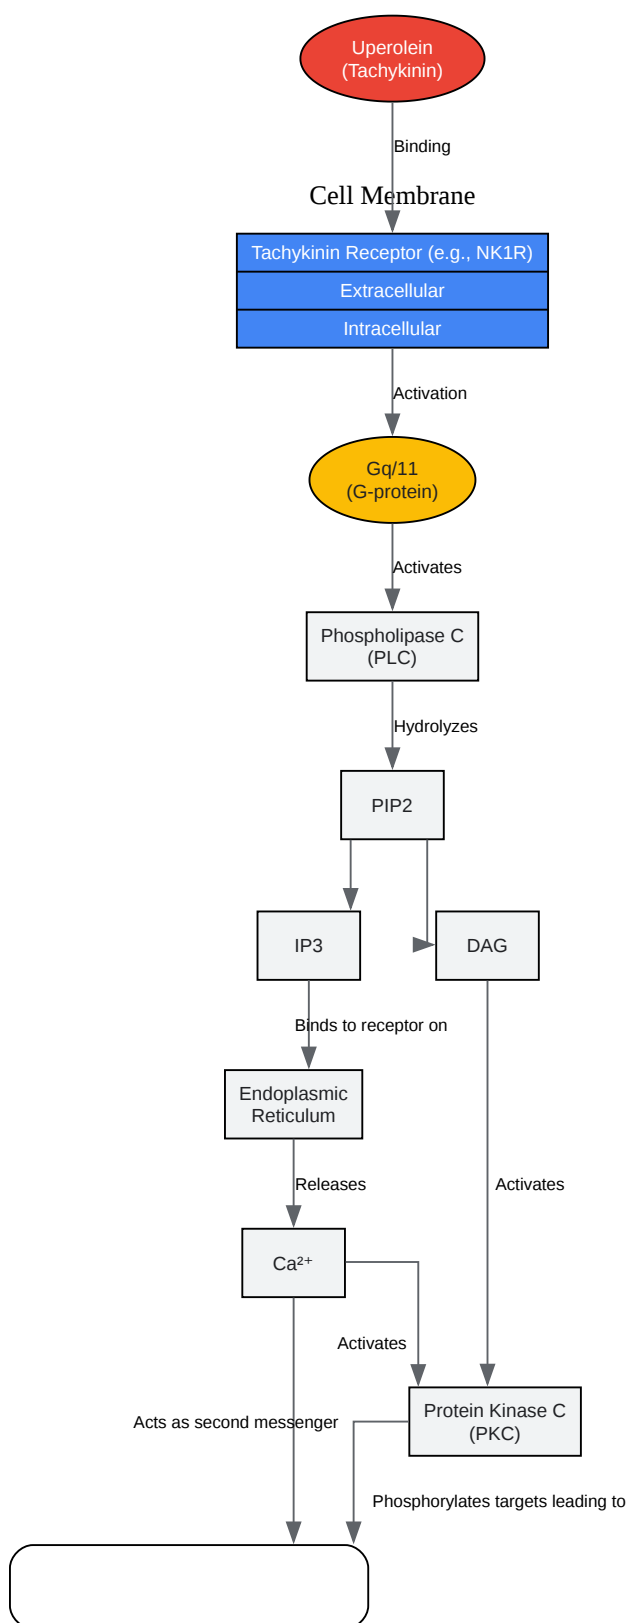 Uperolein
(Tachykinin)
Binding
Cell Membrane
Tachykinin Receptor (e.g., NK1R)
Extracellular
Intracellular
Activation
Gq/11
(G-protein)
Activates
Phospholipase C
(PLC)
Hydrolyzes
PIP2
IP3
DAG
Binds to receptor on
Endoplasmic
Reticulum
Releases
Activates
Ca²⁺
Activates
Protein Kinase C
(PKC)
Acts as second messenger
Phosphorylates targets leading to